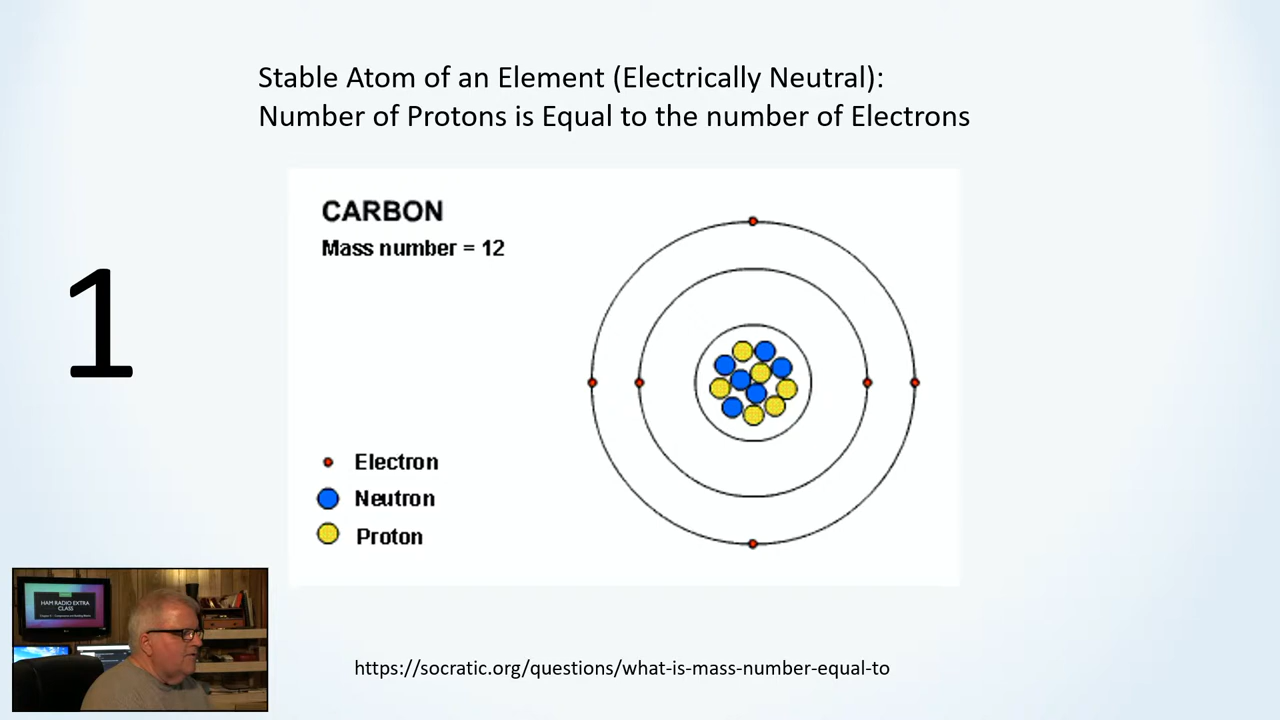 Stable Atom of an Element (Electrically Neutral):
Number of Protons is Equal to the number of Electrons
CARBON
Mass number = 12
1
Electron
Neutron
Proton
HAM RADIO EXTRA
CLASS
https://socratic.org/questions/what-is-mass-number-equal-to